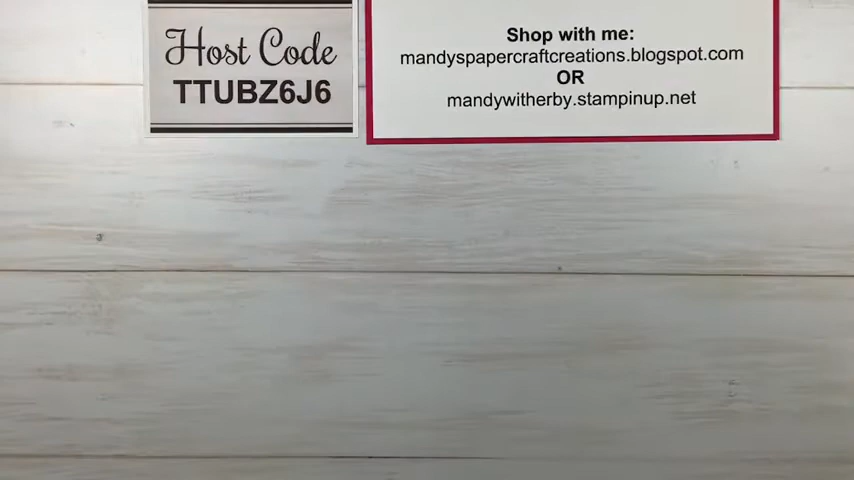 Host Code
TTUBZ6J6
Shop with me:
mandyspapercraftcreations.blogspot.com
OR
mandywitherby.stampinup.net